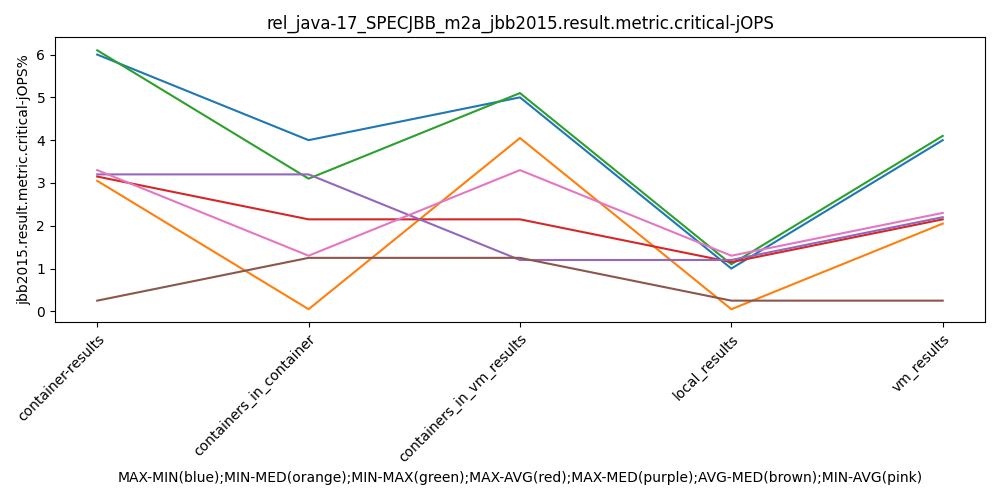 rel_java-17_SPECJBB_m2a_jbb2015.result.metric.critical-jOPS
jbb2015.result.metric.critical-jOPS%
6
5
4
3
2
1
0
container-results
containers_in_container
containers_in_vm_results
local_results
vm_results
MAX-MIN(blue);MIN-MED(orange);MIN-MAX(green);MAX-AVG(red);MAX-MED(purple);AVG-MED(brown);MIN-AVG(pink)